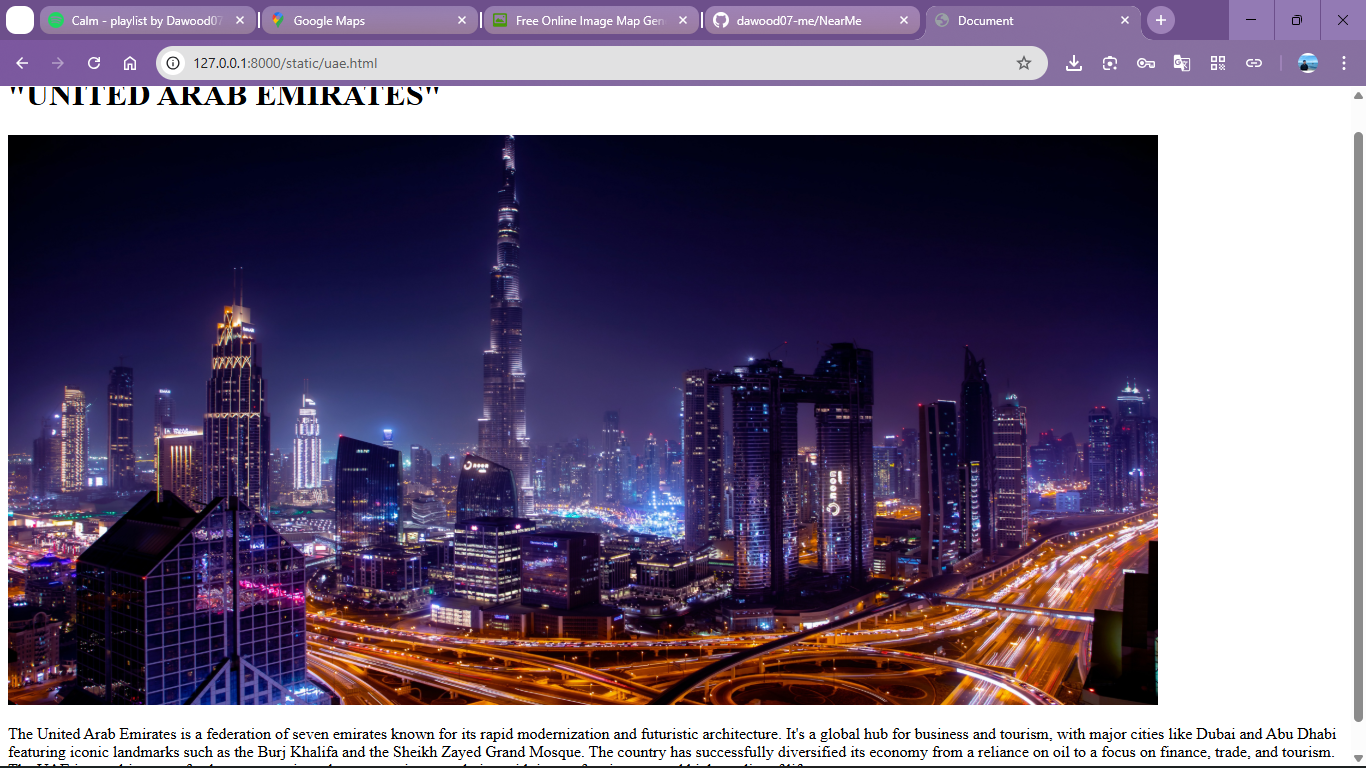 Calm - playlist by Dawood07
Google Maps
Free Online Image Map Gen
dawood07-me/NearMe
Document
127.0.0.1:8000/static/uae.html
"UNITED ARAB EMIRATES"
noon
noon
The United Arab Emirates is a federation of seven emirates known for its rapid modernization and futuristic architecture. It's a global hub for business and tourism, with major cities like Dubai and Abu Dhabi
featuring iconic landmarks such as the Burj Khalifa and the Sheikh Zayed Grand Mosque. The country has successfully diversified its economy from a reliance on oil to a focus on finance, trade, and tourism.